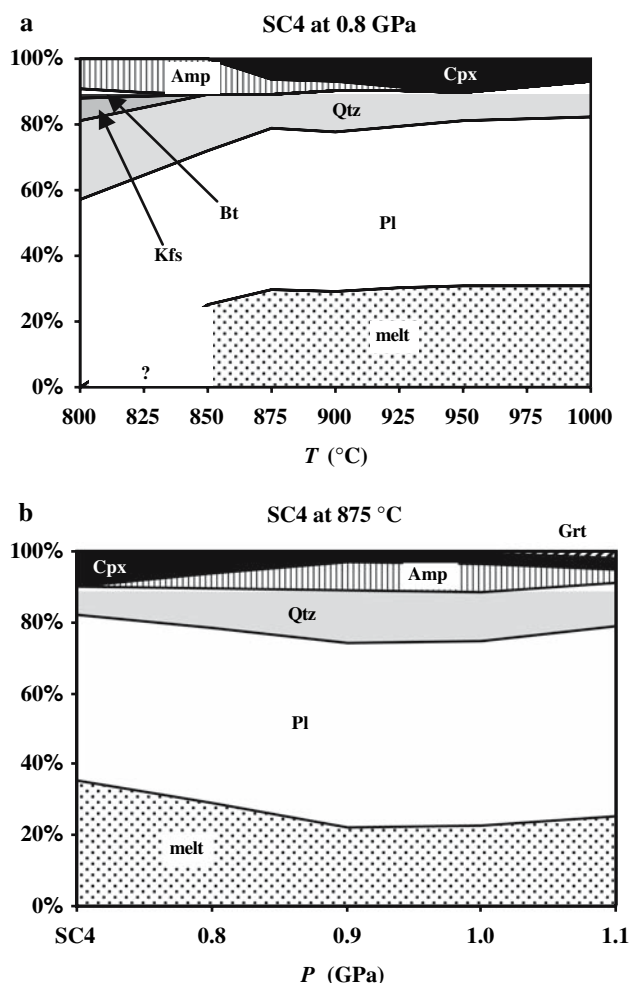 a
SC4 at 0.8 GPa
100%
80%
60%
40%
20%
0%
Amp
Cpx
Qtz
Bt
Kfs
Pl
?
melt
800 825 850 875 900 925 950 975 1000
T (°C)
b
SC4 at 875 °C
Grt
100%
80%
60%
40%
20%
0%
Cpx
Amp
Qtz
Pl
melt
SC4 0.8 0.9 1.0 1.1
P (GPa)